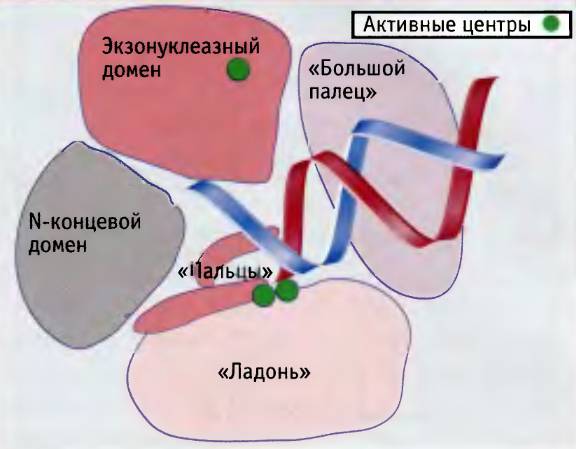 Активные центры
Экзонуклеазный
домен
«Большой
палец»
N-концевой
домен
«Пальцы»
«Ладонь»